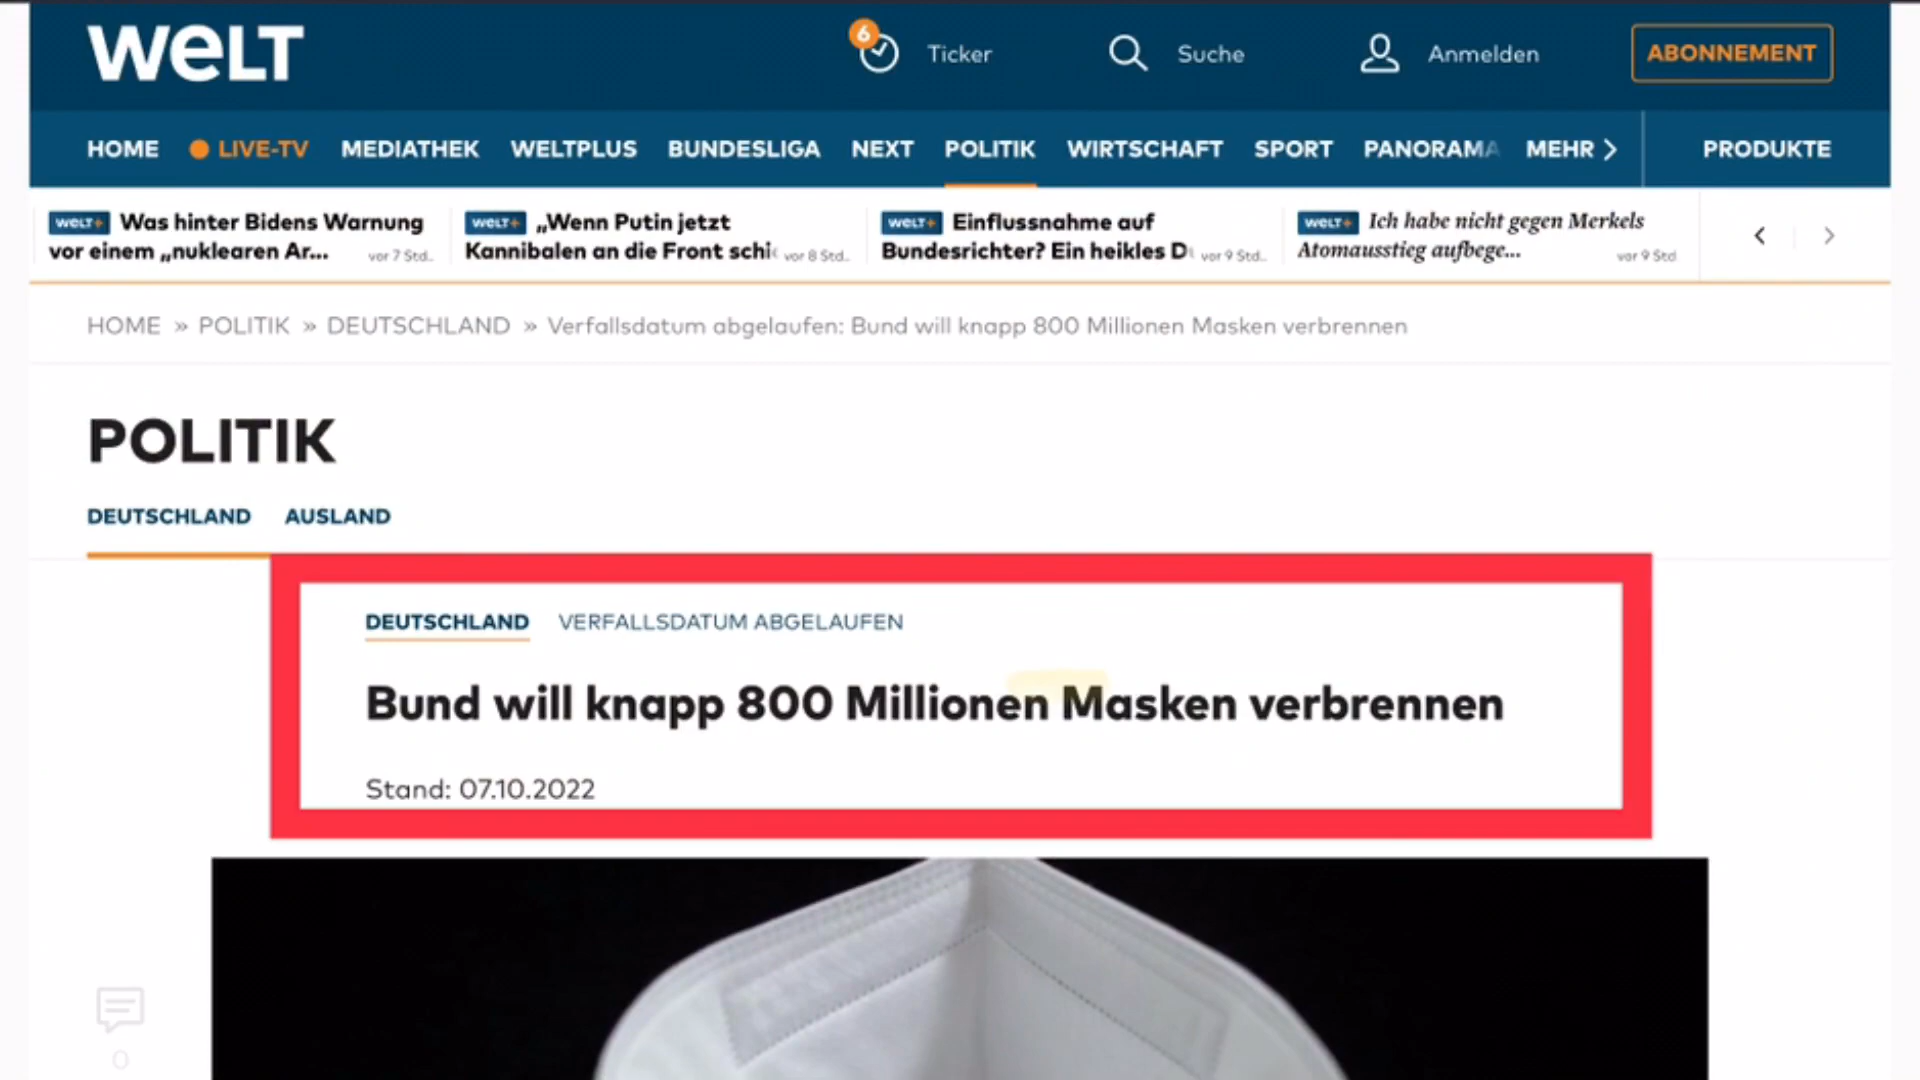 WELT
6
Ticker
Suche
Anmelden
ABONNEMENT
HOME
LIVE-TV
MEDIATHEK
WELTPLUS
BUNDESLIGA
NEXT
POLITIK
WIRTSCHAFT
SPORT
PANORAMA
MEHR
PRODUKTE
WELT+ Was hinter Bidens Warnung
vor einem „nuklearen Ar... vor 7 Std.
WELT+ „Wenn Putin jetzt
Kannibalen an die Front schi vor 8 Std.
WELT+ Einflussnahme auf
Bundesrichter? Ein heikles D vor 9 Std.
WELT+ Ich habe nicht gegen Merkels
Atomausstieg aufbege... vor 9 Std
HOME » POLITIK » DEUTSCHLAND » Verfallsdatum abgelaufen: Bund will knapp 800 Millionen Masken verbrennen
POLITIK
DEUTSCHLAND AUSLAND
DEUTSCHLAND VERFALLSDATUM ABGELAUFEN
Bund will knapp 800 Millionen Masken verbrennen
Stand: 07.10.2022
0